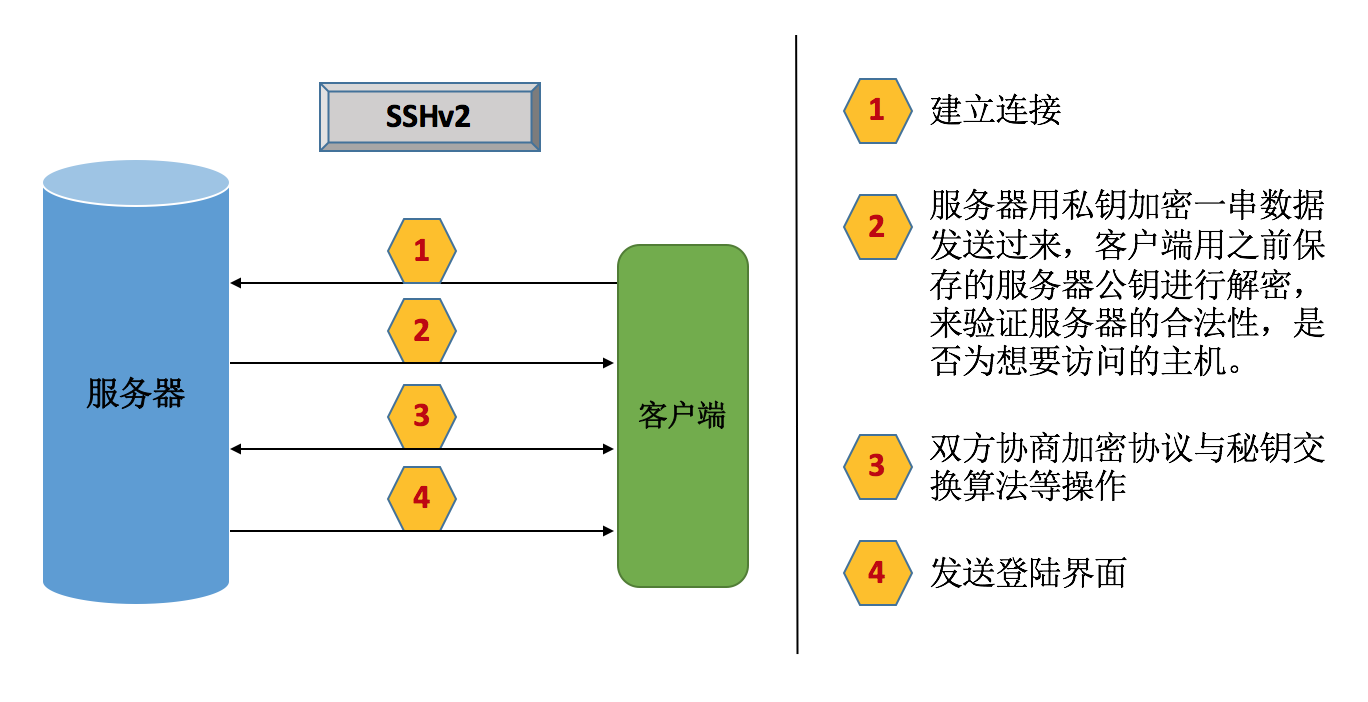 SSHv2
服务器
客户端
1
2
3
4
1
建立连接
2
服务器用私钥加密一串数据
发送过来，客户端用之前保
存的服务器公钥进行解密，
来验证服务器的合法性，是
否为想要访问的主机。
3
双方协商加密协议与秘钥交
换算法等操作
4
发送登陆界面